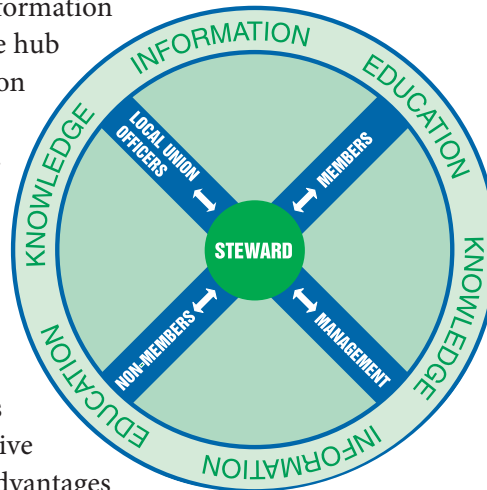 formation
e hub
on
s
ive
dvantages
INFORMATION
EDUCATION
KNOWLEDGE
INFORMATION
EDUCATION
KNOWLEDGE
LOCAL UNION
OFFICERS
MEMBERS
STEWARD
NON-MEMBERS
MANAGEMENT